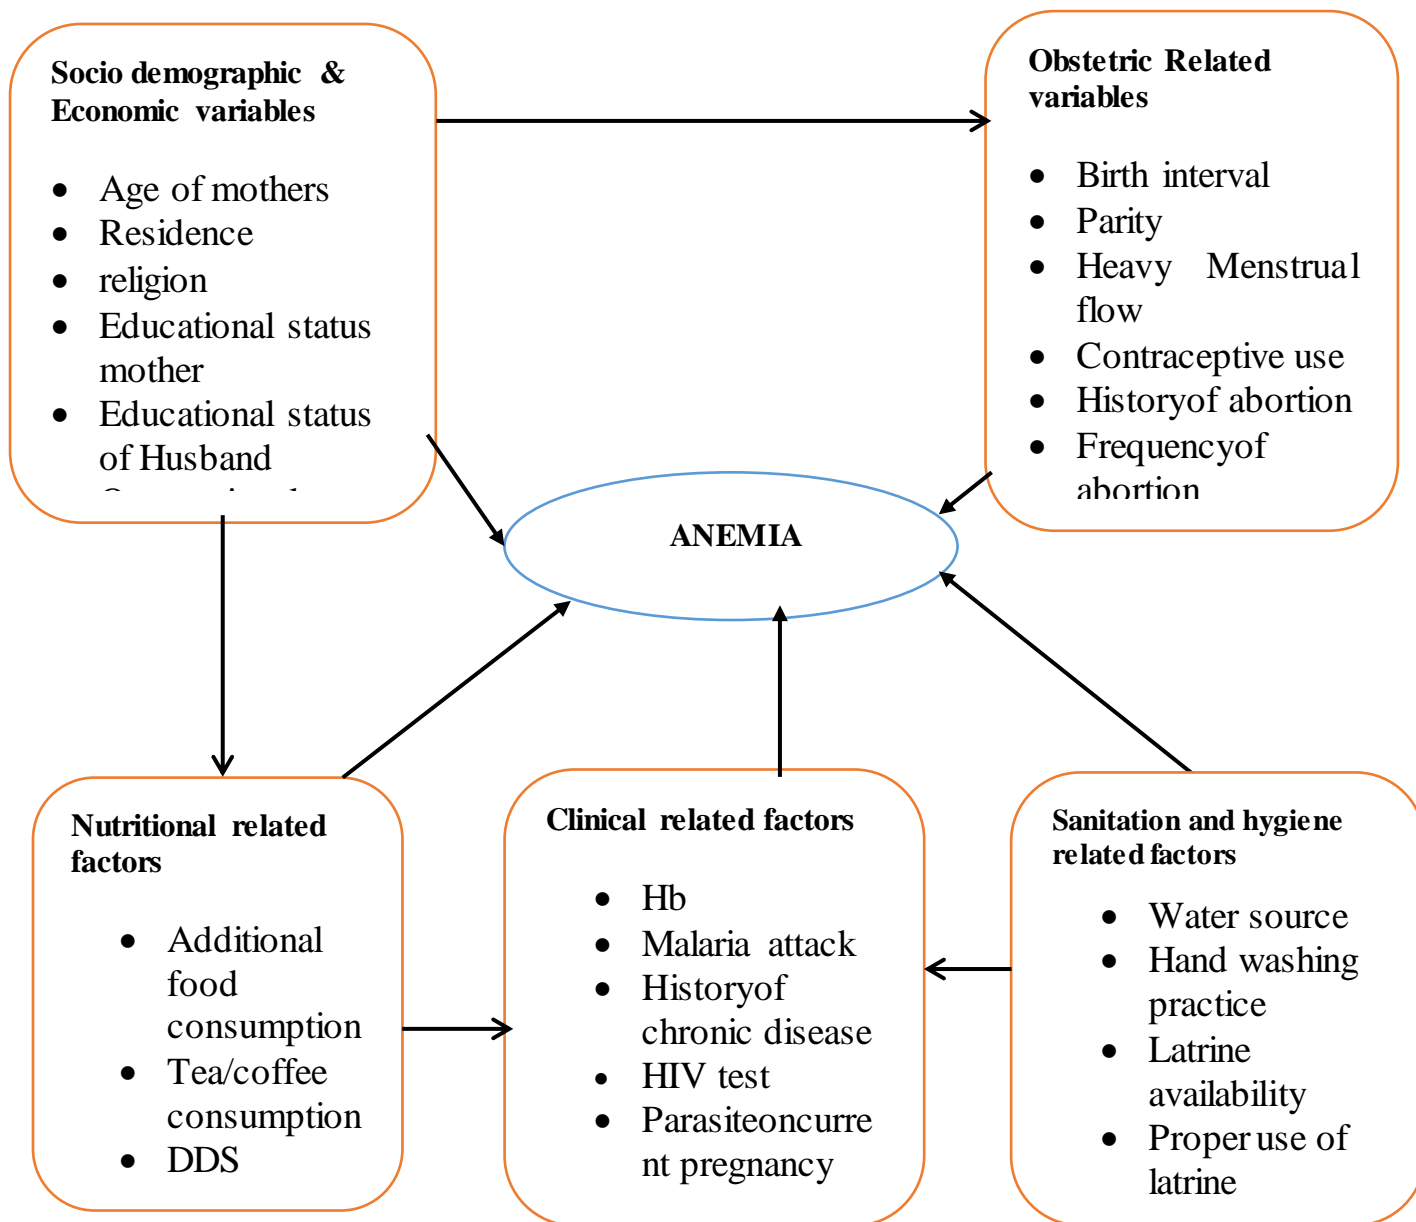 Socio demographic &
Economic variables
• Age of mothers
• Residence
• religion
• Educational status
mother
• Educational status
of Husband
Obstetric Related
variables
• Birth interval
• Parity
• Heavy Menstrual
flow
• Contraceptive use
• Historyof abortion
• Frequencyof
abortion
ANEMIA
Nutritional related
factors
• Additional
food
consumption
• Tea/coffee
consumption
• DDS
Clinical related factors
• Hb
• Malaria attack
• Historyof
chronic disease
• HIV test
• Parasiteoncurre
nt pregnancy
Sanitation and hygiene
related factors
• Water source
• Hand washing
practice
• Latrine
availability
• Proper use of
latrine